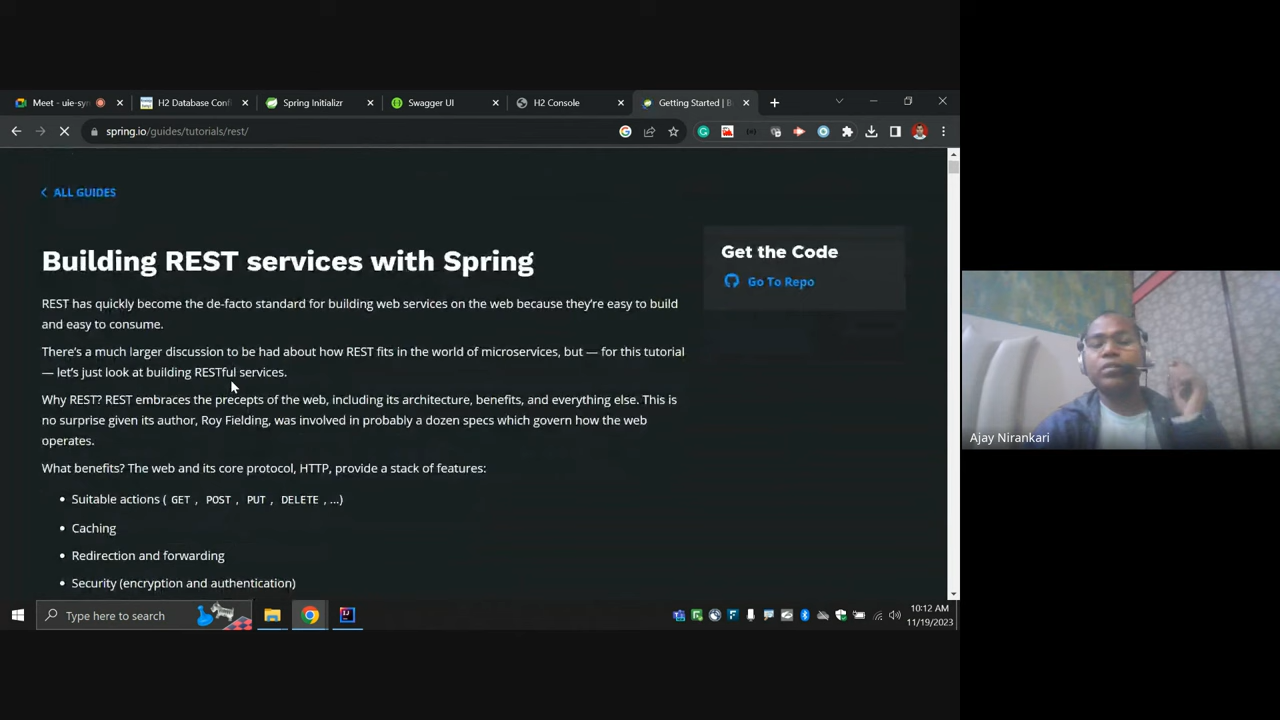 Meet - uie-syn
H2 Database Confi
Spring Initializr
Swagger UI
H2 Console
Getting Started | B
spring.io/guides/tutorials/rest/
ALL GUIDES
Building REST services with Spring
Get the Code
Go To Repo
REST has quickly become the de-facto standard for building web services on the web because they're easy to build
and easy to consume.
There's a much larger discussion to be had about how REST fits in the world of microservices, but — for this tutorial
— let's just look at building RESTful services.
Why REST? REST embraces the precepts of the web, including its architecture, benefits, and everything else. This is
no surprise given its author, Roy Fielding, was involved in probably a dozen specs which govern how the web
operates.
What benefits? The web and its core protocol, HTTP, provide a stack of features:
• Suitable actions ( GET , POST , PUT , DELETE , ...)
• Caching
• Redirection and forwarding
• Security (encryption and authentication)
Ajay Nirankari
Type here to search
10:12 AM
11/19/2023